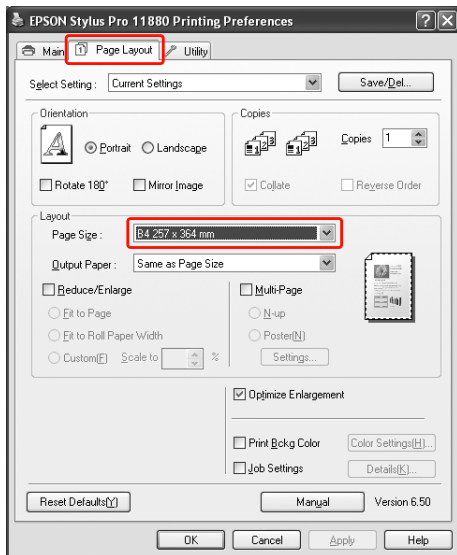 EPSON Stylus Pro 11880 Printing Preferences
Main Page Layout Utility
Select Setting : Current Settings Save/Del...
Orientation
A Portrait Landscape
Rotate 180° Mirror Image
Copies
Copies 1
Collate Reverse Order
Layout
Page Size : B4 257 x 364 mm
Output Paper : Same as Page Size
Reduce/Enlarge
Fit to Page
Fit to Roll Paper Width
Custom(F) Scale to %
Multi-Page
N-up
Poster(N)
Settings...
Optimize Enlargement
Print Bckg Color Color Settings(H)...
Job Settings Details(K)...
Reset Defaults(Y) Manual Version 6.50
OK Cancel Apply Help